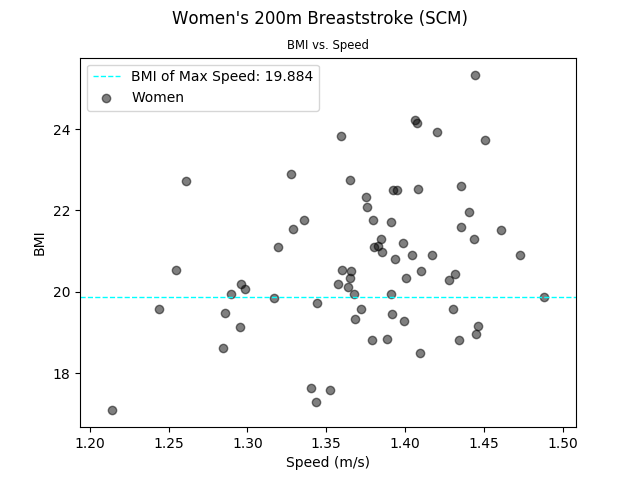 Women's 200m Breaststroke (SCM)
BMI vs. Speed
BMI of Max Speed: 19.884
Women
24
22
20
18
BMI
1.20 1.25 1.30 1.35 1.40 1.45 1.50
Speed (m/s)